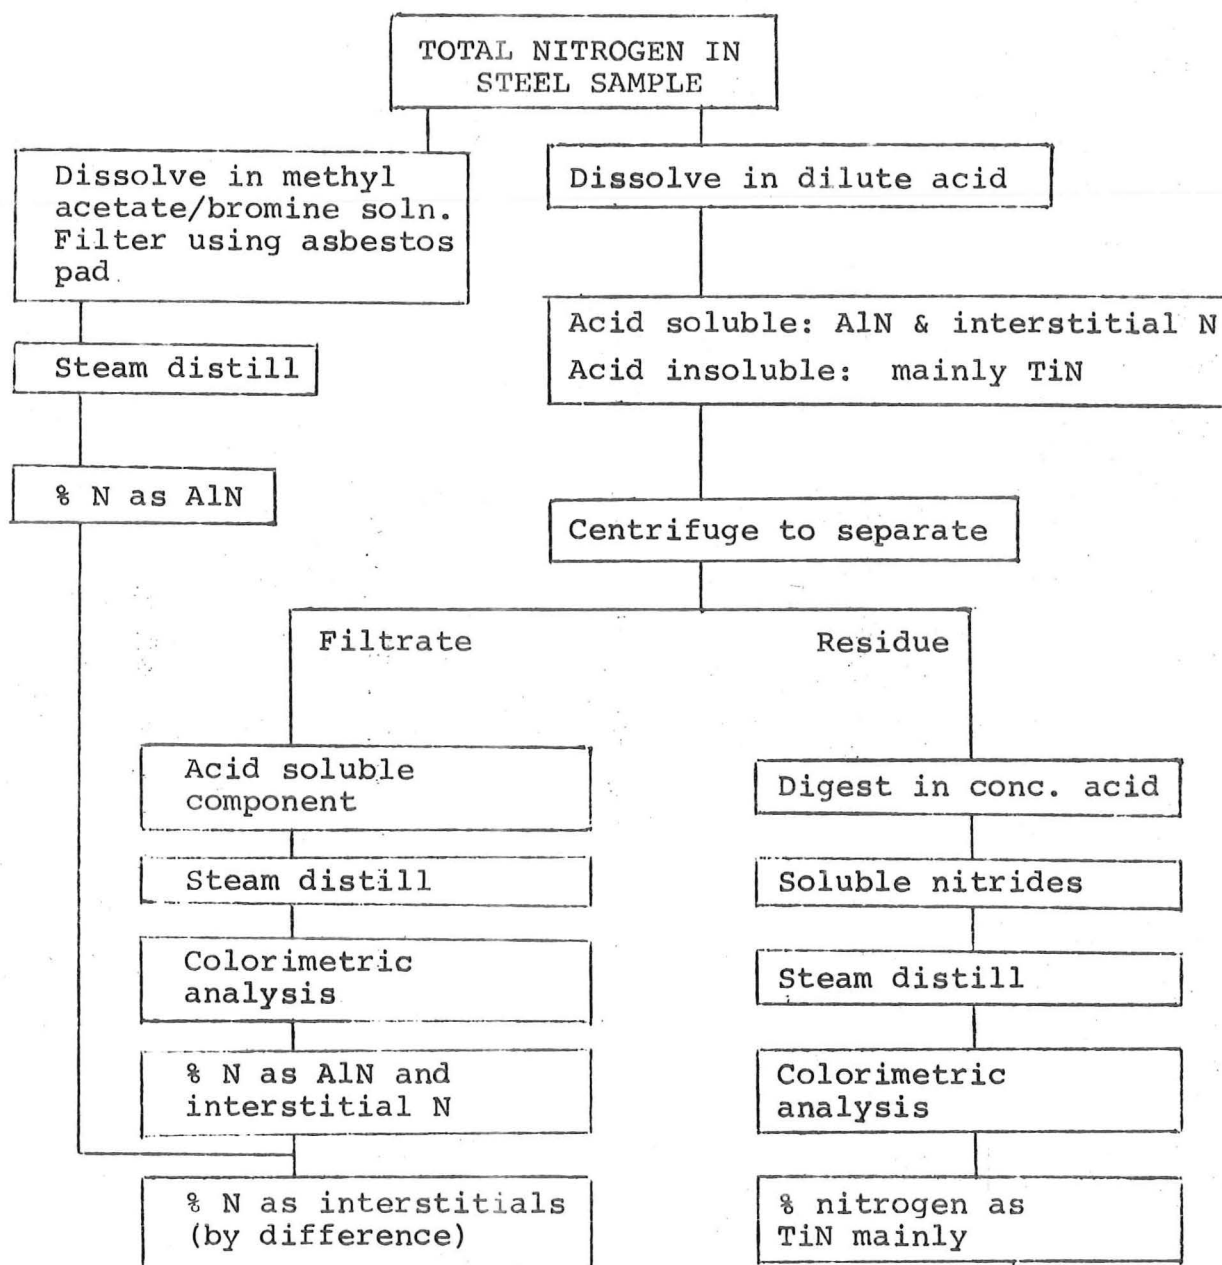 TOTAL NITROGEN IN
STEEL SAMPLE
Dissolve in methyl
acetate/bromine soln.
Filter using asbestos
pad.
Dissolve in dilute acid
Acid soluble: AlN & interstitial N
Acid insoluble: mainly TiN
Steam distill
% N as AlN
Centrifuge to separate
Filtrate
Residue
Acid soluble
component
Digest in conc. acid
Steam distill
Soluble nitrides
Colorimetric
analysis
Steam distill
% N as AlN and
interstitial N
Colorimetric
analysis
% N as interstitials
(by difference)
% nitrogen as
TiN mainly